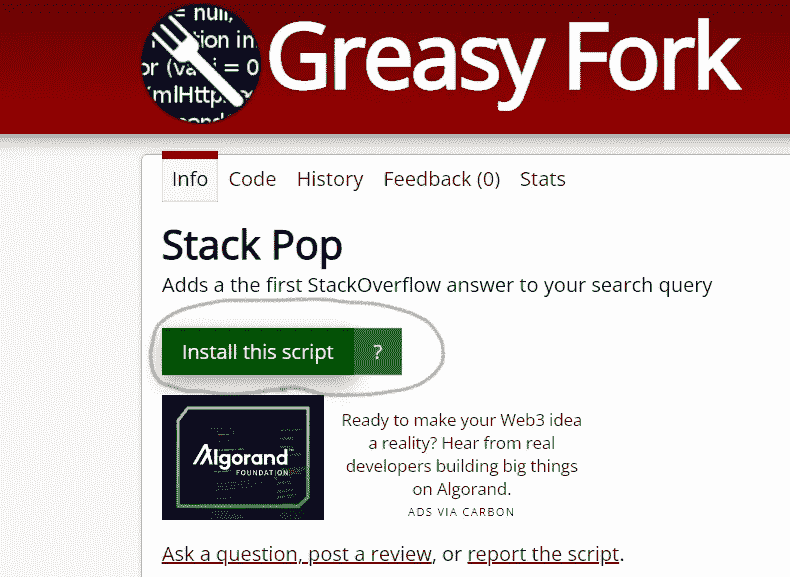 = null,
tion in
or (va i = 0
mlHttp
Greasy Fork
Info Code History Feedback (0) Stats
Stack Pop
Adds a the first StackOverflow answer to your search query
Install this script ?
Algorand
FOUNDATION
Ready to make your Web3 idea
a reality? Hear from real
developers building big things
on Algorand.
ADS VIA CARBON
Ask a question, post a review, or report the script.